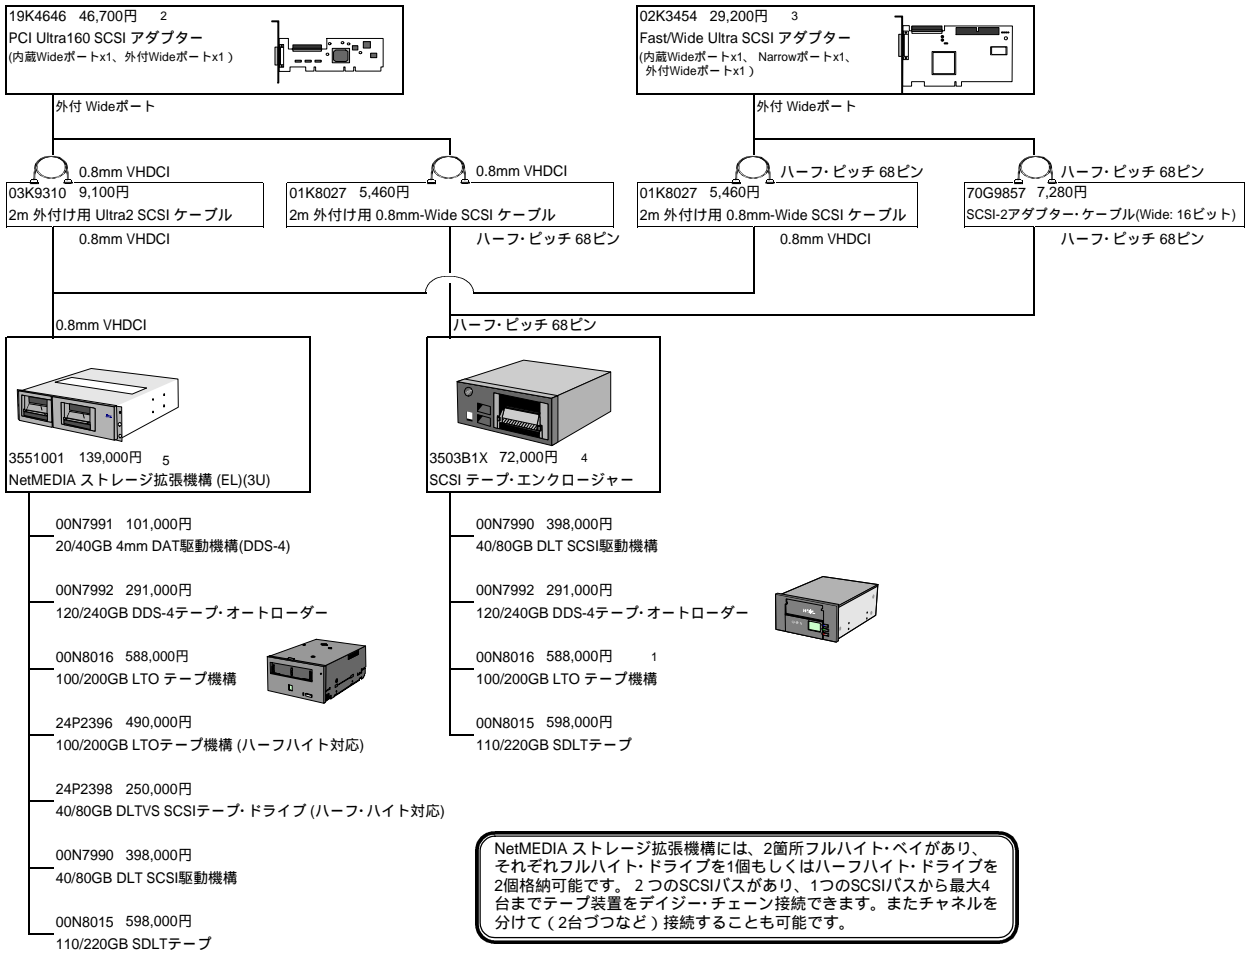 19K4646 46,700円 2
PCI Ultra160 SCSI アダプター
(内蔵Wideポートx1、外付Wideポートx1 )
02K3454 29,200円 3
Fast/Wide Ultra SCSI アダプター
(内蔵Wideポートx1、 Narrowポートx1、
外付Wideポートx1 )
外付 Wideポート
外付 Wideポート
0.8mm VHDCI
03K9310 9,100円
2m 外付け用 Ultra2 SCSI ケーブル
0.8mm VHDCI
0.8mm VHDCI
01K8027 5,460円
2m 外付け用 0.8mm-Wide SCSI ケーブル
ハーフ・ピッチ 68ピン
ハーフ・ピッチ 68ピン
01K8027 5,460円
2m 外付け用 0.8mm-Wide SCSI ケーブル
0.8mm VHDCI
ハーフ・ピッチ 68ピン
70G9857 7,280円
SCSI-2アダプター・ケーブル(Wide: 16ビット)
ハーフ・ピッチ 68ピン
0.8mm VHDCI
ハーフ・ピッチ 68ピン
3551001 139,000円 5
NetMEDIA ストレージ拡張機構 (EL)(3U)
3503B1X 72,000円 4
SCSI テープ・エンクロージャー
00N7991 101,000円
20/40GB 4mm DAT駆動機構(DDS-4)
00N7992 291,000円
120/240GB DDS-4テープ・オートローダー
00N8016 588,000円
100/200GB LTO テープ機構
24P2396 490,000円
100/200GB LTOテープ機構 (ハーフハイト対応)
24P2398 250,000円
40/80GB DLTVS SCSIテープ・ドライブ (ハーフ・ハイト対応)
00N7990 398,000円
40/80GB DLT SCSI駆動機構
00N8015 598,000円
110/220GB SDLTテープ
00N7990 398,000円
40/80GB DLT SCSI駆動機構
00N7992 291,000円
120/240GB DDS-4テープ・オートローダー
00N8016 588,000円 1
100/200GB LTO テープ機構
00N8015 598,000円
110/220GB SDLTテープ
NetMEDIA ストレージ拡張機構には、2箇所フルハイト・ベイがあり、
それぞれフルハイト・ドライブを1個もしくはハーフハイト・ドライブを
2個格納可能です。 2 つのSCSIバスがあり、1つのSCSIバスから最大4
台までテープ装置をデイジー・チェーン接続できます。またチャネルを
分けて ( 2台づつなど ) 接続することも可能です。